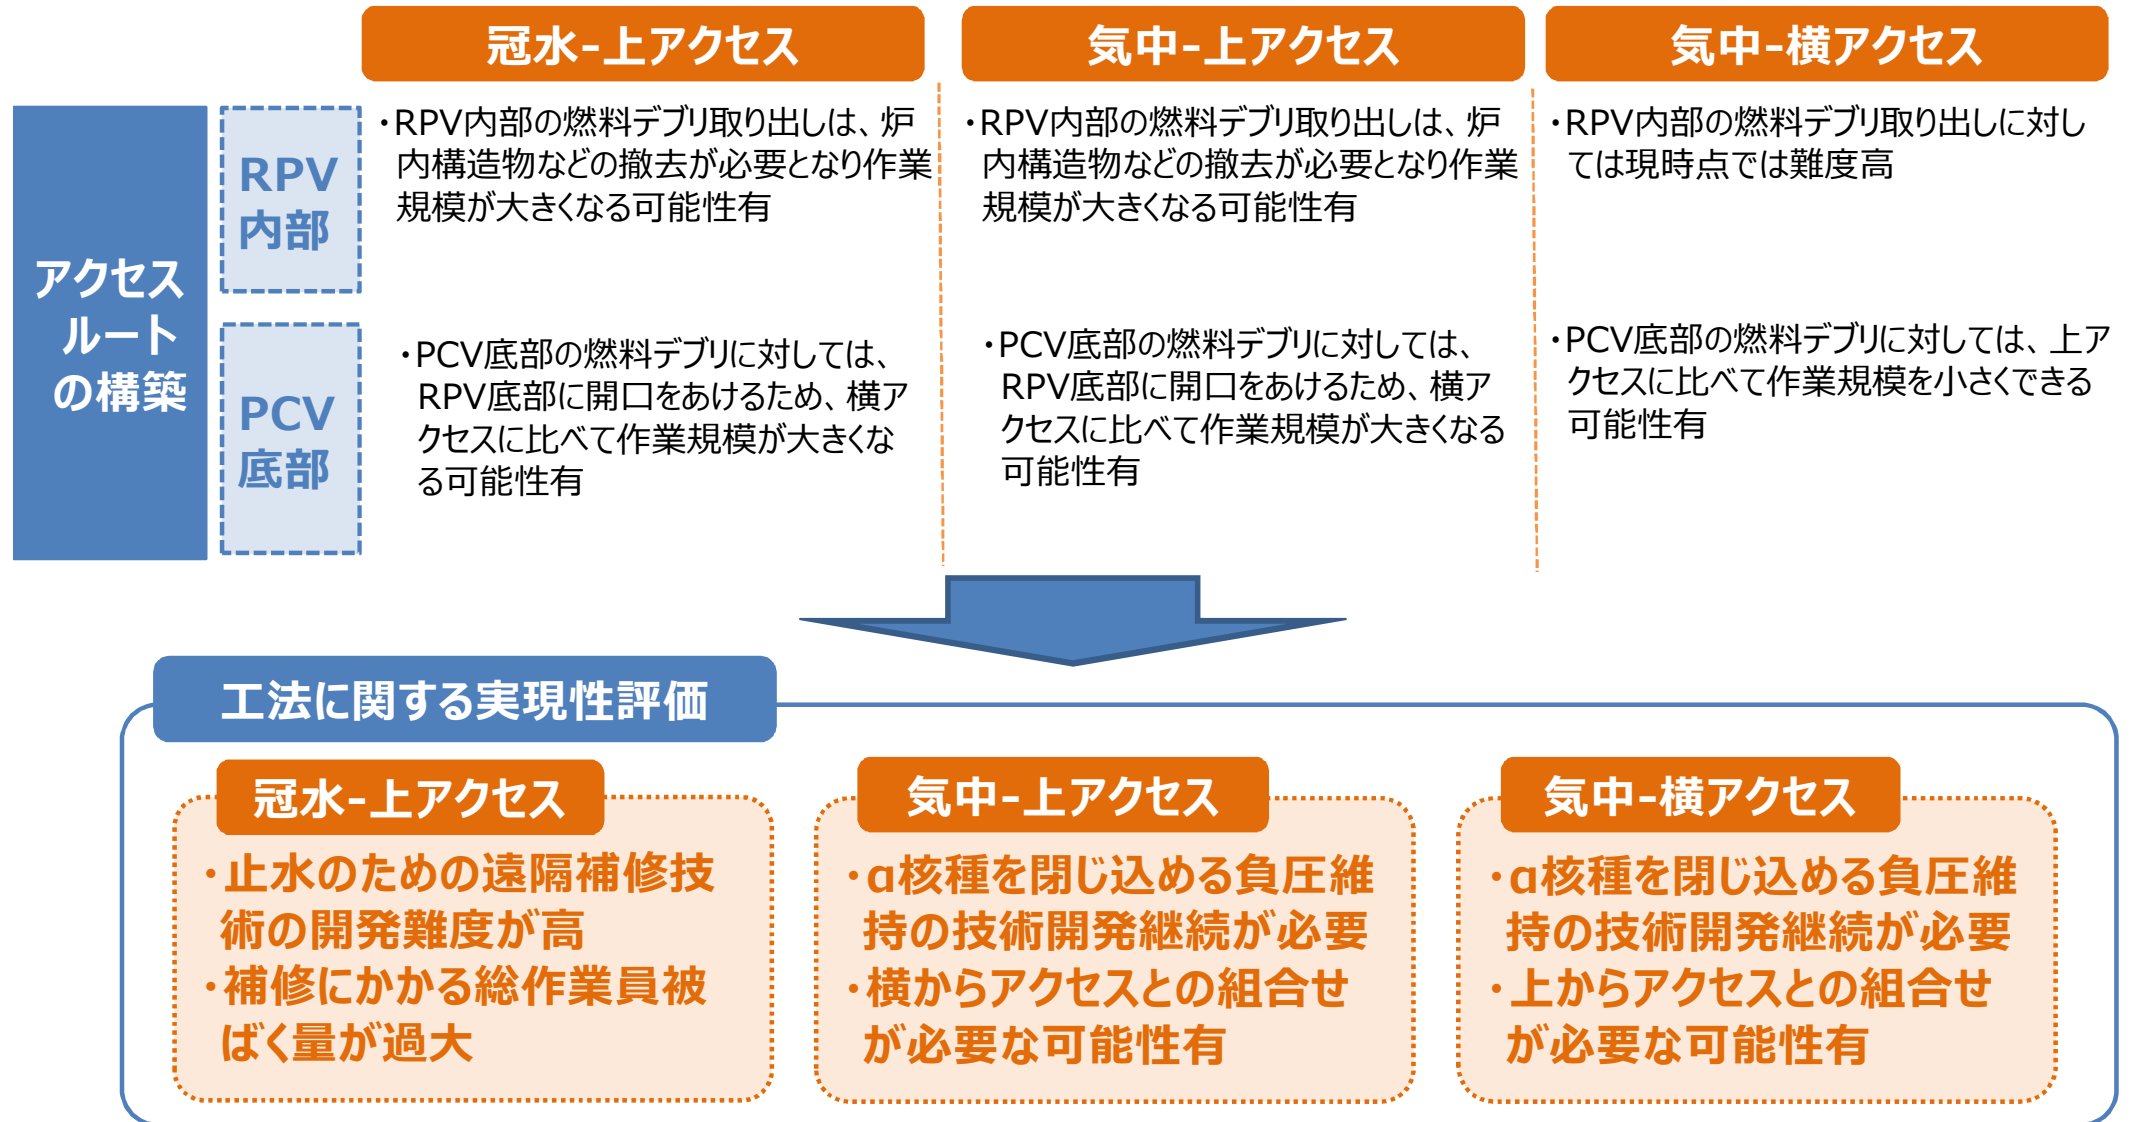 冠水-上アクセス
気中-上アクセス
気中-横アクセス
アクセス
ルート
の構築
RPV
内部
・RPV内部の燃料デブリ取り出しは、炉
内構造物などの撤去が必要となり作業
規模が大きくなる可能性有
・RPV内部の燃料デブリ取り出しは、炉
内構造物などの撤去が必要となり作業
規模が大きくなる可能性有
・RPV内部の燃料デブリ取り出しに対し
ては現時点では難度高
PCV
底部
・PCV底部の燃料デブリに対しては、
RPV底部に開口をあけるため、横ア
クセスに比べて作業規模が大きくな
る可能性有
・PCV底部の燃料デブリに対しては、
RPV底部に開口をあけるため、横ア
クセスに比べて作業規模が大きくなる
可能性有
・PCV底部の燃料デブリに対しては、上ア
クセスに比べて作業規模を小さくできる
可能性有
工法に関する実現性評価
冠水-上アクセス
・止水のための遠隔補修技
術の開発難度が高
・補修にかかる総作業員被
ばく量が過大
気中-上アクセス
・α核種を閉じ込める負圧維
持の技術開発継続が必要
・横からアクセスとの組合せ
が必要な可能性有
気中-横アクセス
・α核種を閉じ込める負圧維
持の技術開発継続が必要
・上からアクセスとの組合せ
が必要な可能性有